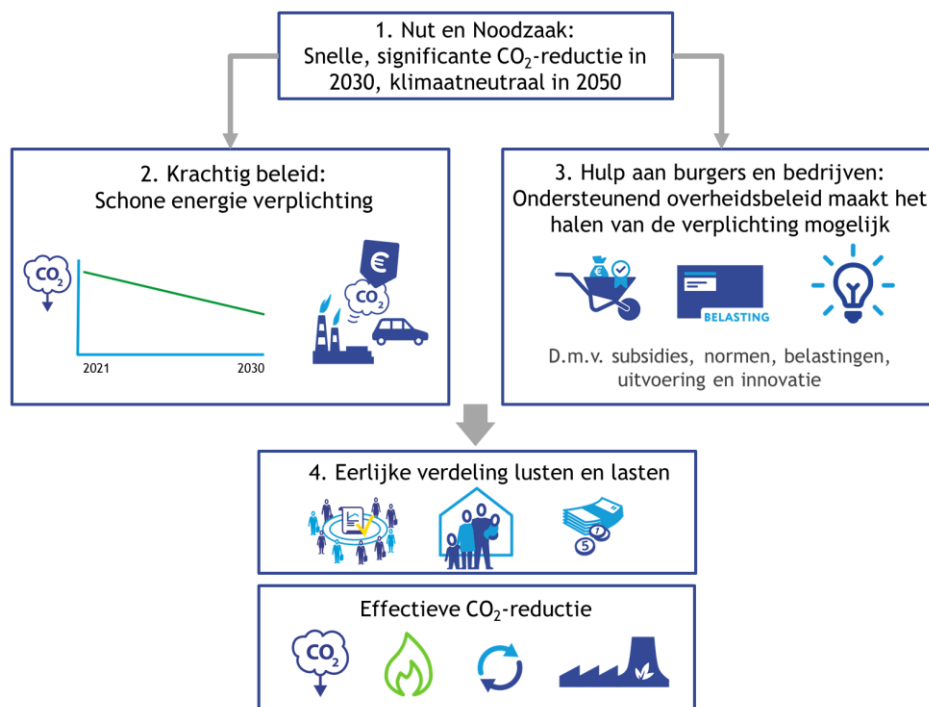 1. Nut en Noodzaak:
Snelle, significante CO₂-reductie in
2030, klimaatneutraal in 2050
2. Krachtig beleid:
Schone energie verplichting
CO₂
€
CO₂
2021
2030
3. Hulp aan burgers en bedrijven:
Ondersteunend overheidsbeleid maakt het
halen van de verplichting mogelijk
€
BELASTING
D.m.v. subsidies, normen, belastingen,
uitvoering en innovatie
4. Eerlijke verdeling lusten en lasten
1
5
Effectieve CO₂-reductie
CO₂